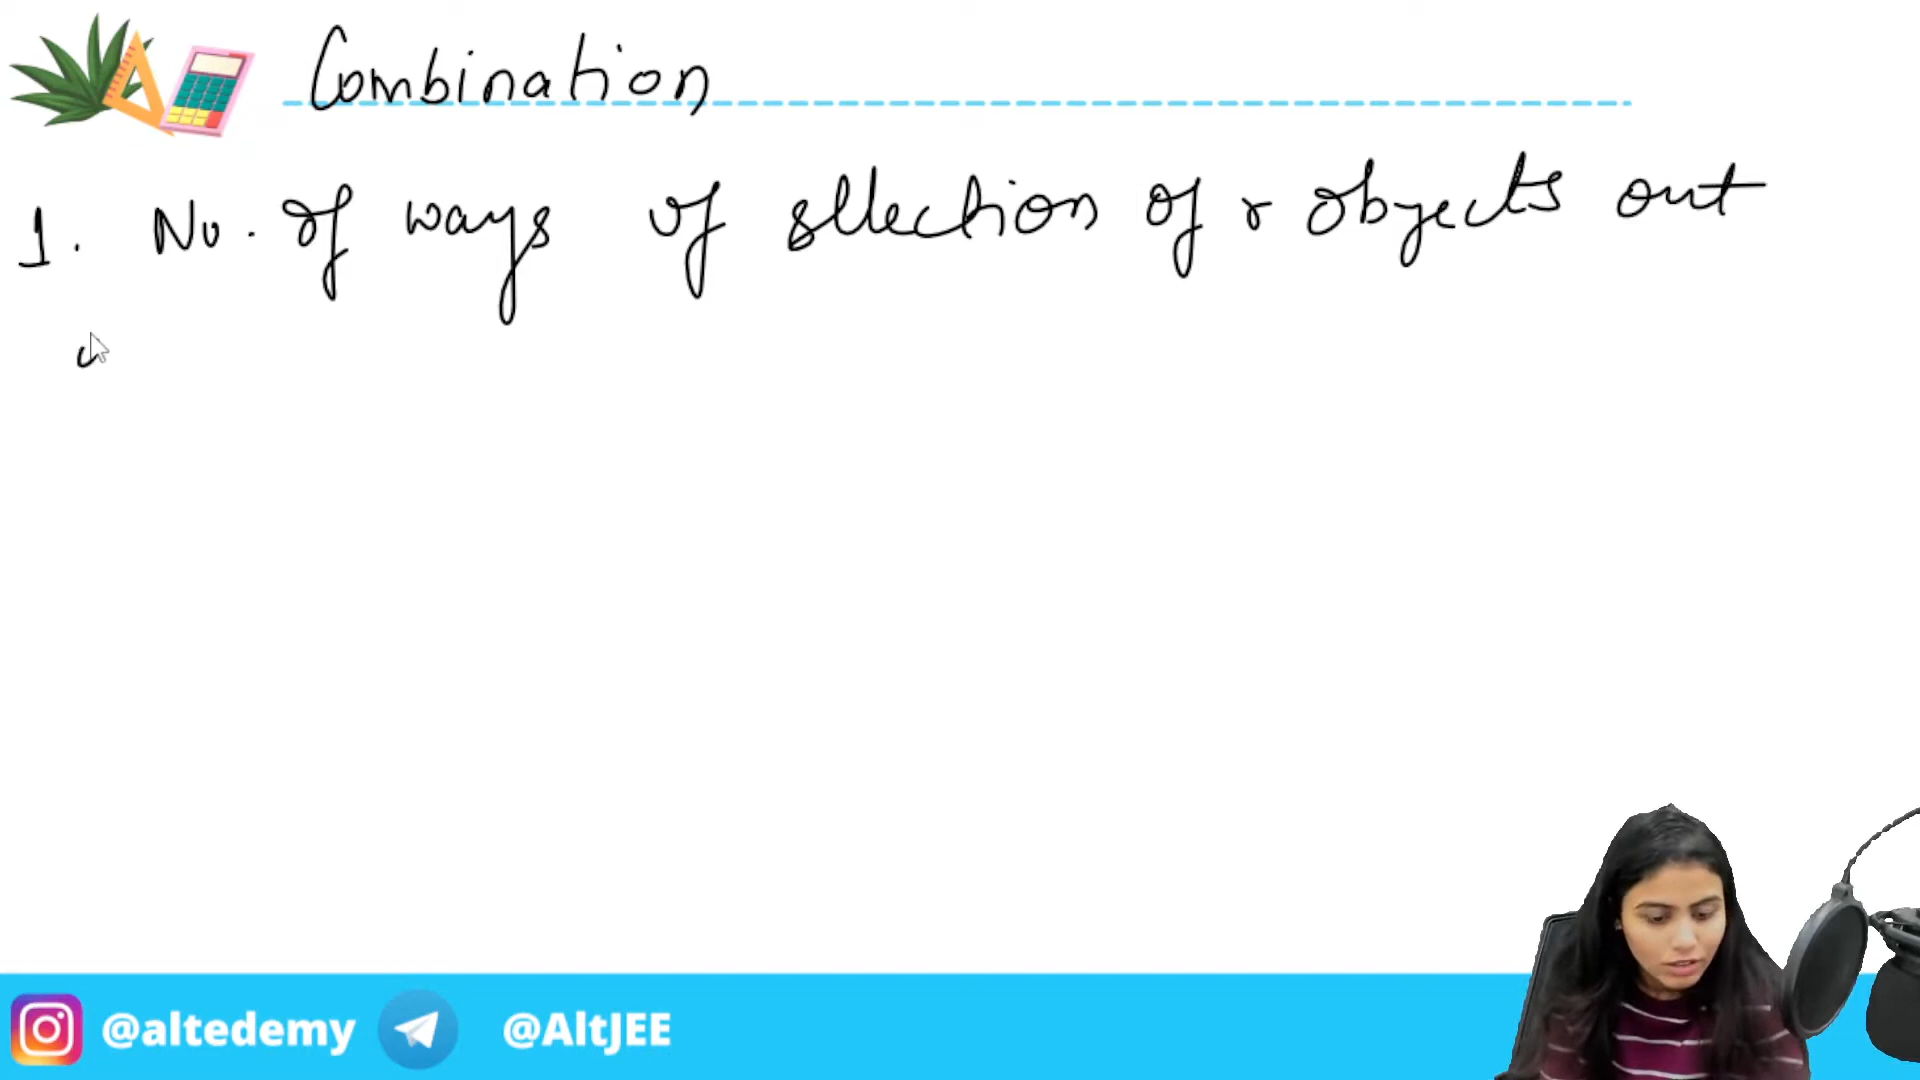 Combination
1. No. of ways of sllection of r objects out
@altedemy @AltJEE